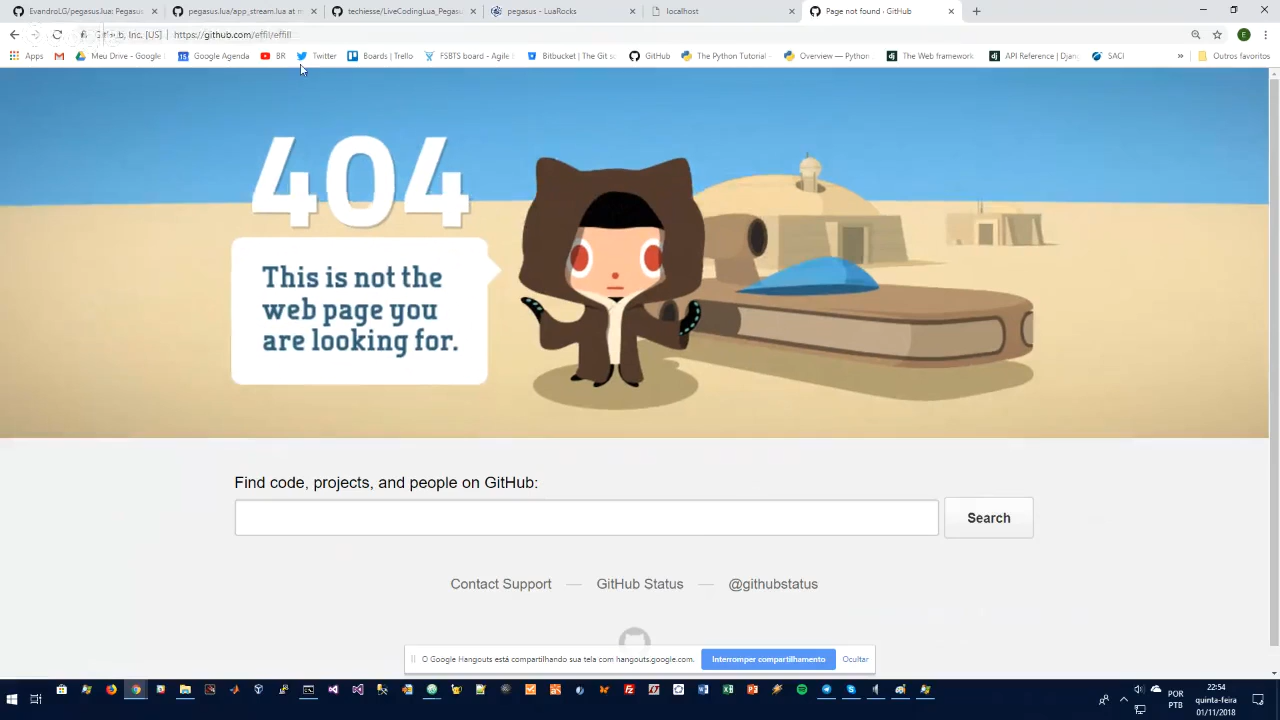 EvandroLG/pegasus.lua: Pegasus
pegasus.lua/app_stream.lua at m
techiesse/LiveCodingLua_Pegasu
pegasus - LuaRocks
localhost
Page not found · GitHub
Inc. [US] | https://github.com/effil/effill
Apps
Meu Drive - Google
Google Agenda
BR
Twitter
Boards | Trello
FSBTS board - Agile
Bitbucket | The Git so
GitHub
The Python Tutorial -
Overview — Python
The Web framework
API Reference | Djan
SACI
»
Outros favoritos
404
This is not the
web page you
are looking for.
Find code, projects, and people on GitHub:
Search
Contact Support — GitHub Status — @githubstatus
O Google Hangouts está compartilhando sua tela com hangouts.google.com.
Interromper compartilhamento
Ocultar
POR
PTB
22:54
quinta-feira
01/11/2018